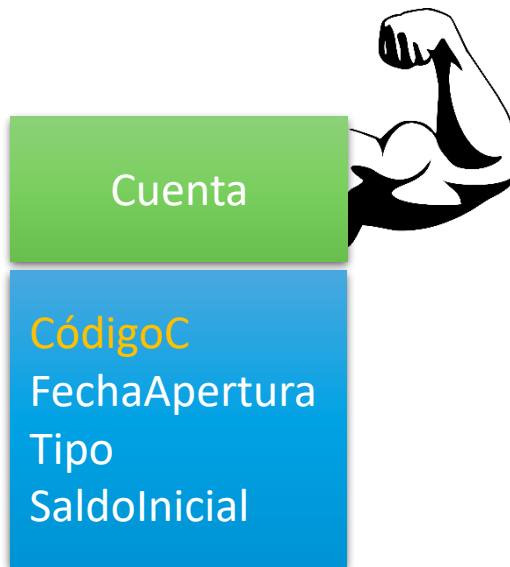 Cuenta
CódigoC
FechaApertura
Tipo
SaldoInicial